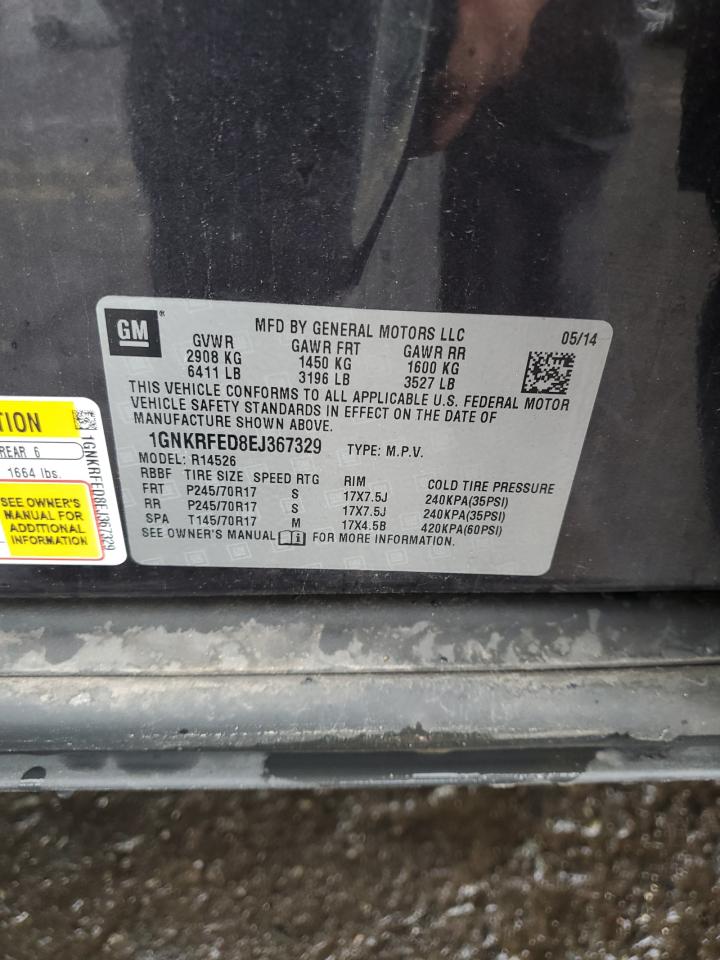 GM®
MFD BY GENERAL MOTORS LLC 05/14
GVWR GAWR FRT GAWR RR
2908 KG 1450 KG 1600 KG
6411 LB 3196 LB 3527 LB
THIS VEHICLE CONFORMS TO ALL APPLICABLE U.S. FEDERAL MOTOR
VEHICLE SAFETY STANDARDS IN EFFECT ON THE DATE OF
MANUFACTURE SHOWN ABOVE.
1GNKRFED8EJ367329 TYPE: M.P.V.
MODEL: R14526
RBBF TIRE SIZE SPEED RTG RIM COLD TIRE PRESSURE
FRT P245/70R17 S 17X7.5J 240KPA(35PSI)
RR P245/70R17 S 17X7.5J 240KPA(35PSI)
SPA T145/70R17 M 17X4.5B 420KPA(60PSI)
SEE OWNER'S MANUAL i FOR MORE INFORMATION.
TION
REAR 6
1664 lbs.
SEE OWNER'S
MANUAL FOR
ADDITIONAL
INFORMATION
1GNKRFED8EJ367329